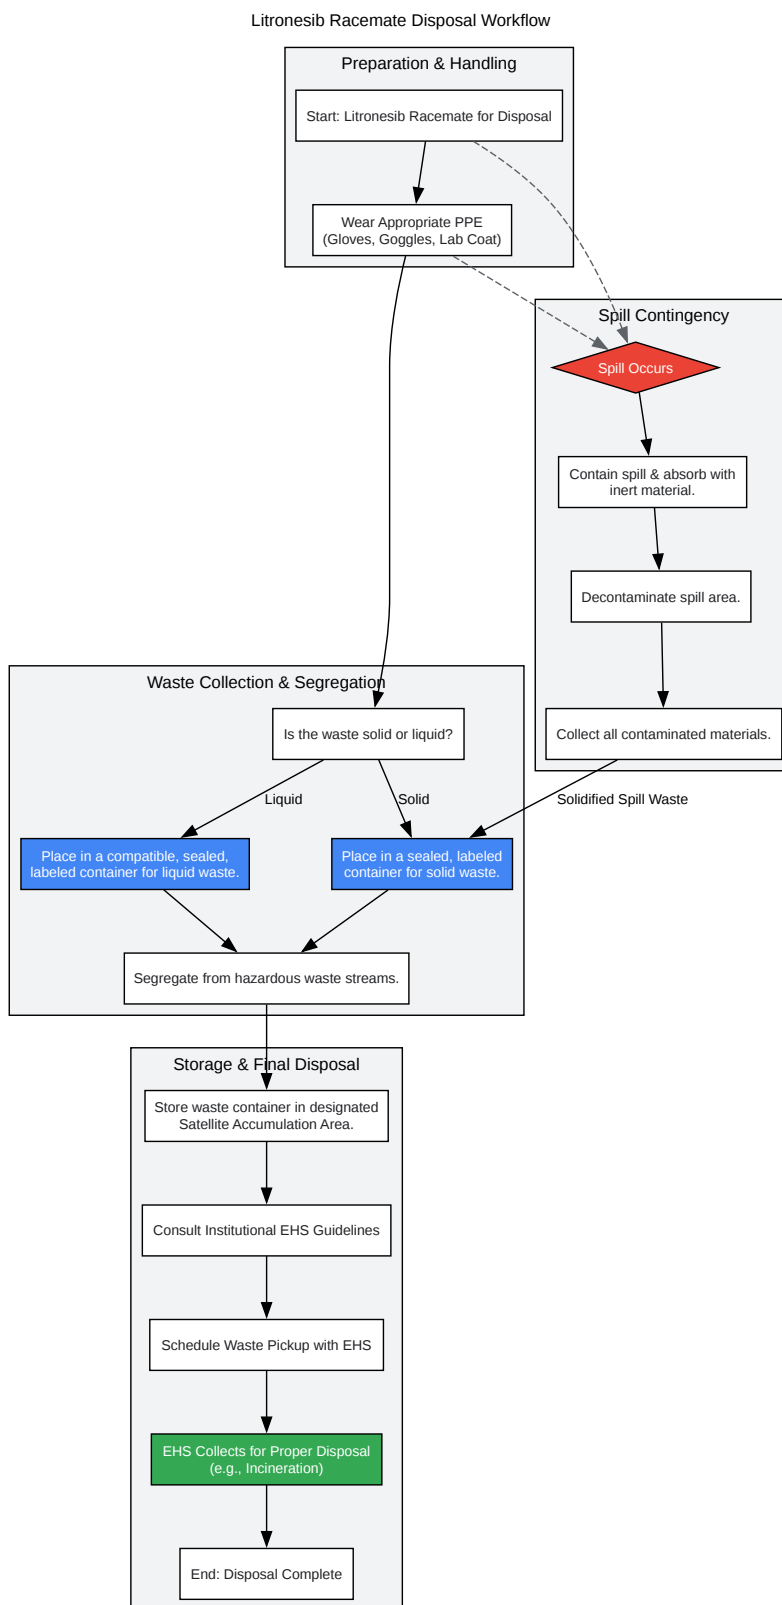 Litronesib Racemate Disposal Workflow
Preparation & Handling
Start: Litronesib Racemate for Disposal
Wear Appropriate PPE
(Gloves, Goggles, Lab Coat)
Spill Contingency
Spill Occurs
Contain spill & absorb with
inert material.
Decontaminate spill area.
Collect all contaminated materials.
Solidified Spill Waste
Waste Collection & Segregation
Is the waste solid or liquid?
Liquid
Solid
Place in a compatible, sealed,
labeled container for liquid waste.
Place in a sealed, labeled
container for solid waste.
Segregate from hazardous waste streams.
Storage & Final Disposal
Store waste container in designated
Satellite Accumulation Area.
Consult Institutional EHS Guidelines
Schedule Waste Pickup with EHS
EHS Collects for Proper Disposal
(e.g., Incineration)
End: Disposal Complete